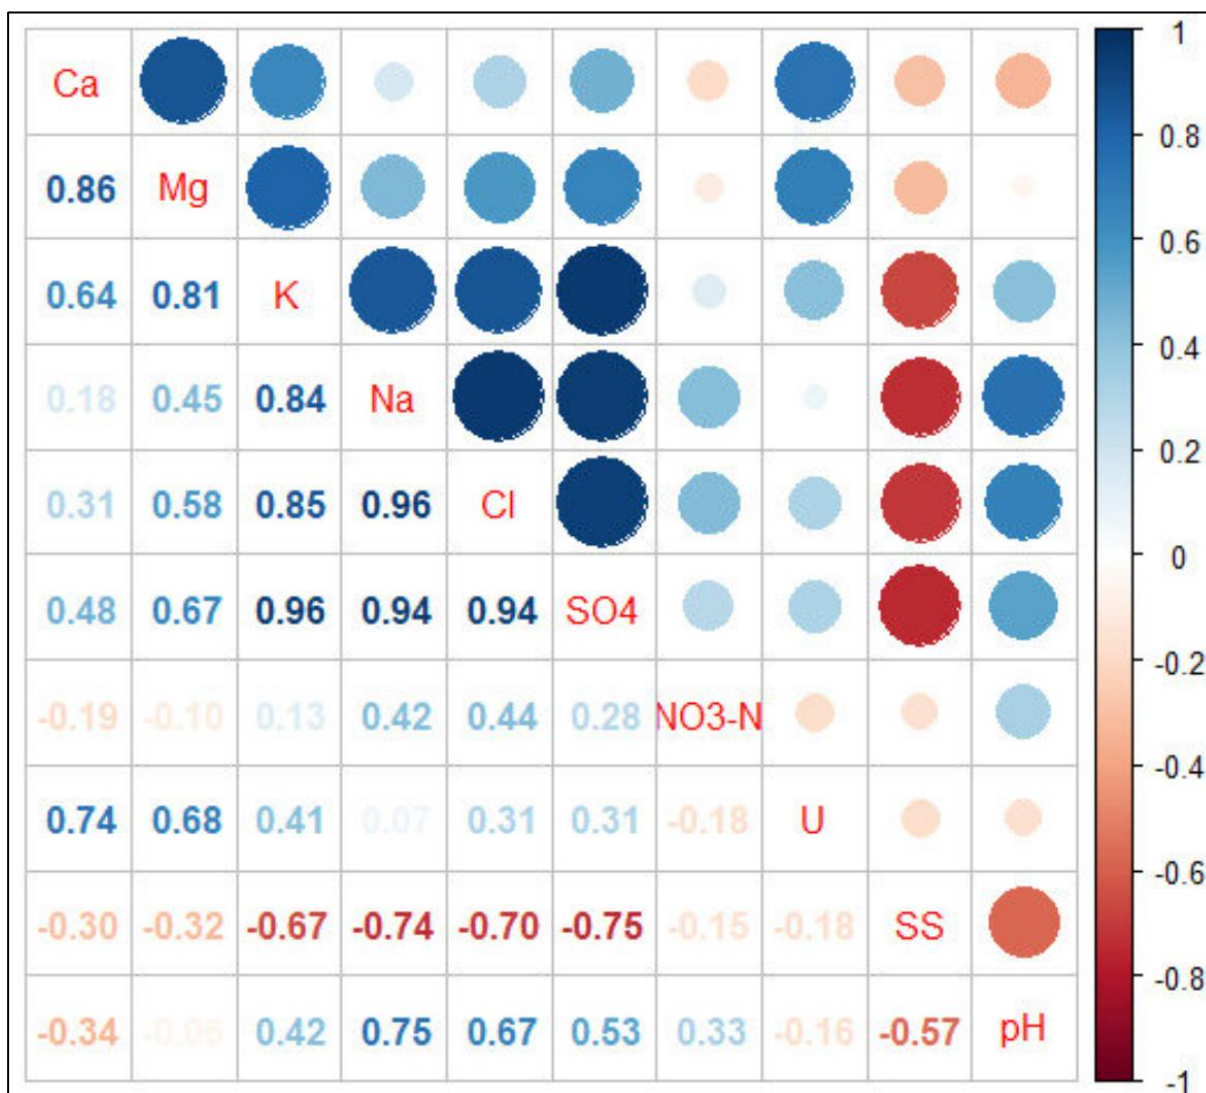 Ca
0.86 Mg
0.64 0.81 K
0.18 0.45 0.84 Na
0.31 0.58 0.85 0.96 Cl
0.48 0.67 0.96 0.94 0.94 SO4
-0.19 -0.10 0.13 0.42 0.44 0.28 NO3-N
0.74 0.68 0.41 0.07 0.31 0.31 -0.18 U
-0.30 -0.32 -0.67 -0.74 -0.70 -0.75 -0.15 -0.18 SS
-0.34 -0.06 0.42 0.75 0.67 0.53 0.33 -0.16 -0.57 pH
1
0.8
0.6
0.4
0.2
0
-0.2
-0.4
-0.6
-0.8
-1